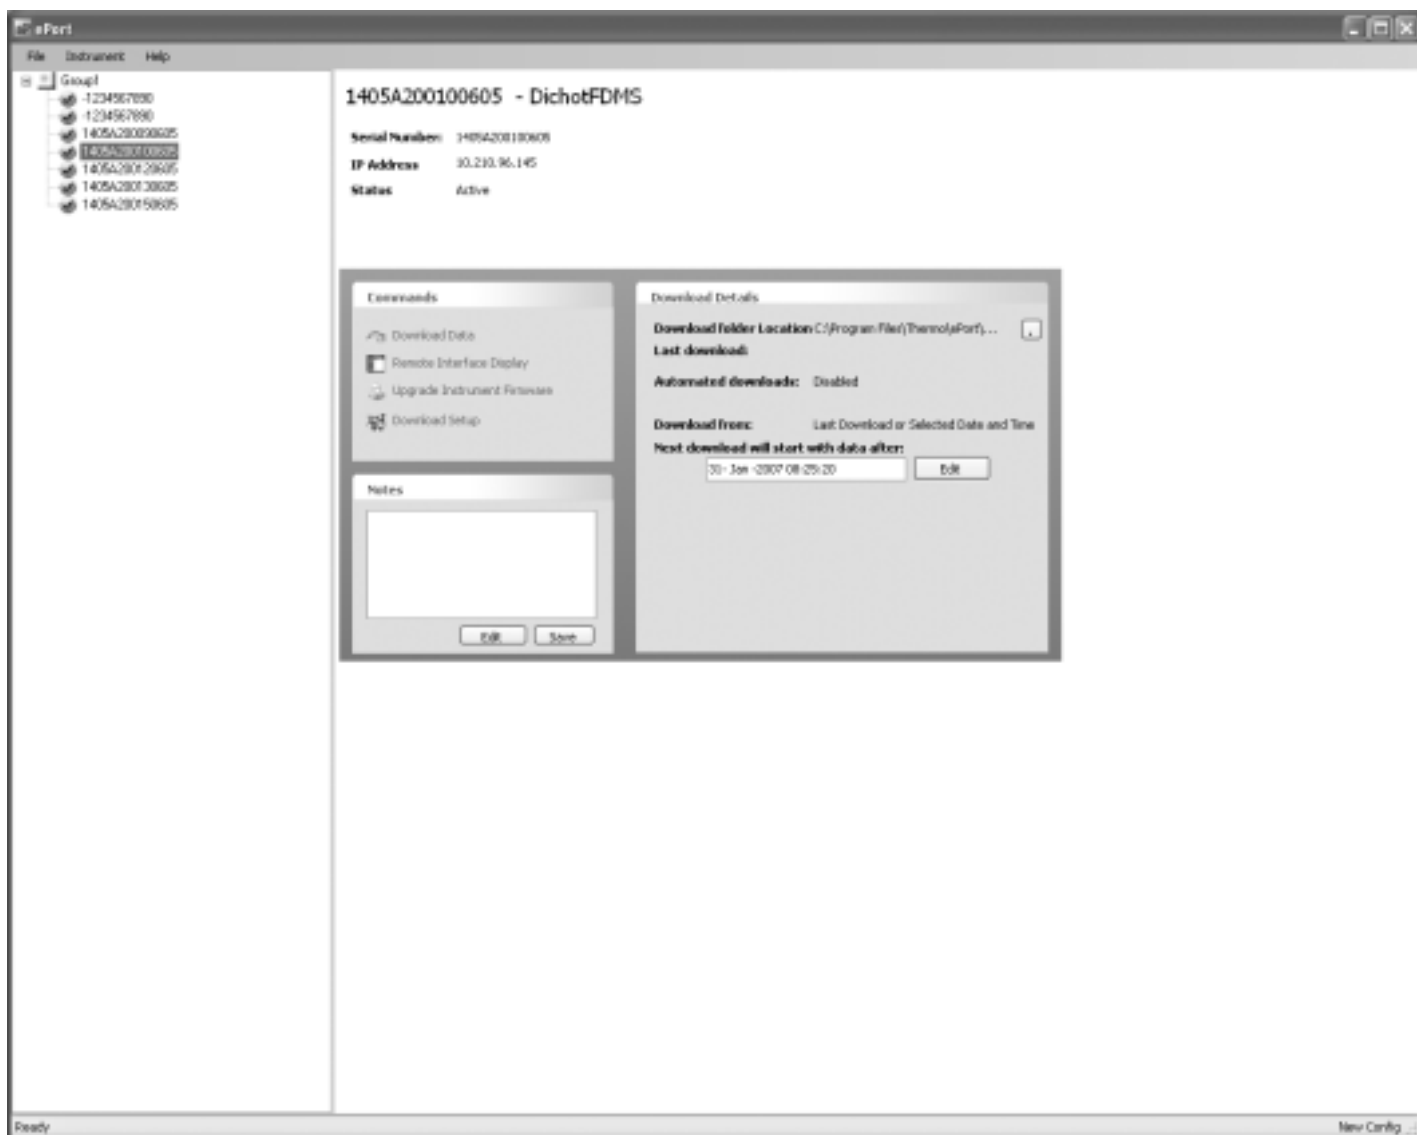 ePort
File Instrument Help
Group1
-1234567890
-1234567890
1405A200090605
1405A200100605
1405A200120605
1405A200130605
1405A200150605
1405A200100605 - DichotFDMS
Serial Number: 1405A200100605
IP Address 10.210.96.145
Status Active
Commands
Download Data
Remote Interface Display
Upgrade Instrument Firmware
Download Setup
Notes
Edit Save
Download Details
Download Folder Location C:\Program Files\Thermo\ePort\... .
Last download:
Automated downloads: Disabled
Download from: Last Download or Selected Date and Time
Next download will start with data after:
31- Jan -2007 08:25:20 Edit
Ready New Config